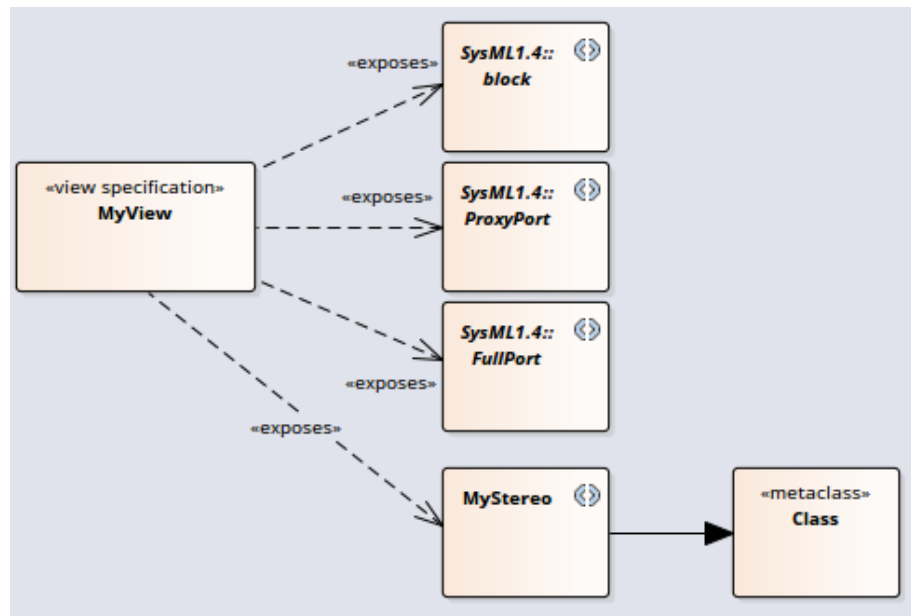 «exposes»
SysML1.4::
block
«view specification»
MyView
«exposes»
SysML1.4::
ProxyPort
SysML1.4::
FullPort
«exposes»
«exposes»
MyStereo
«metaclass»
Class